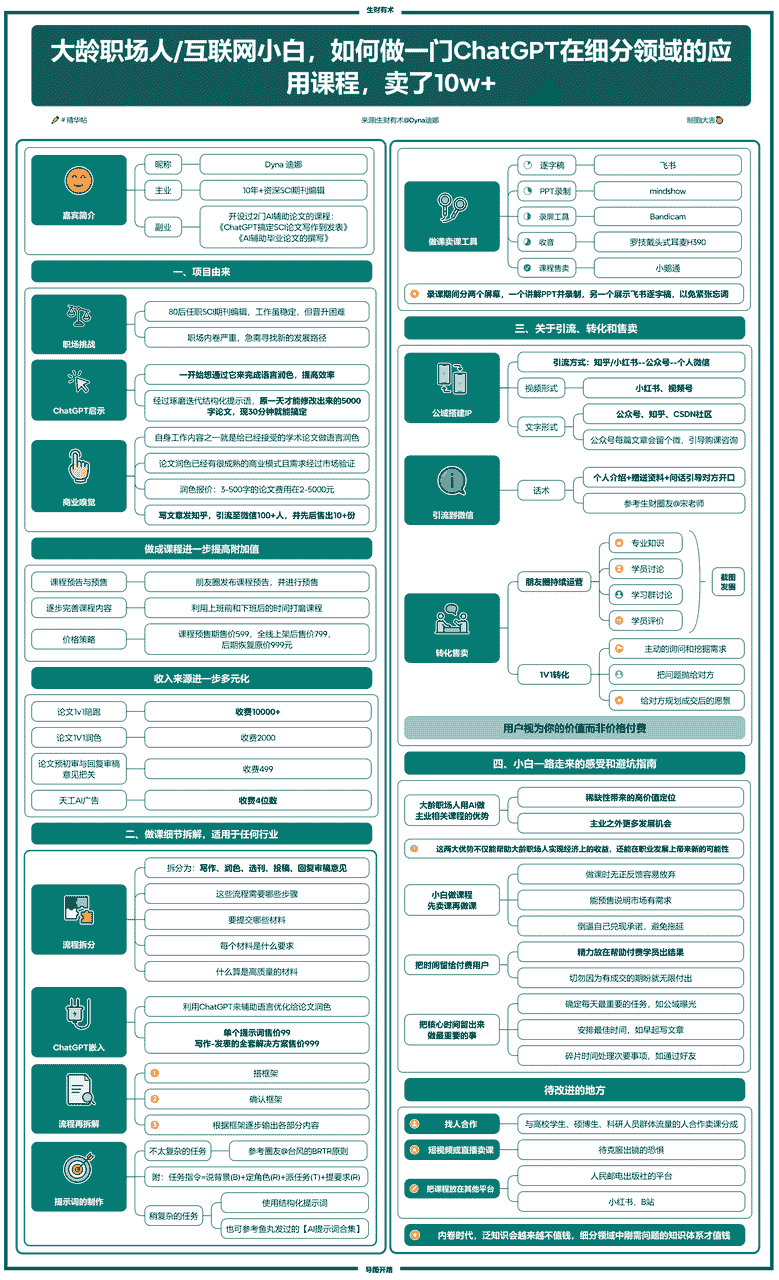 生财有术
大龄职场人/互联网小白，如何做一门ChatGPT在细分领域的应
用课程，卖了10w+
# 精华帖
来源|生财有术@Dyna迪娜
制图|大吉
嘉宾简介
昵称
Dyna 迪娜
主业
10年+资深SCI期刊编辑
副业
开设过2门AI辅助论文的课程：
《ChatGPT搞定SCI论文写作到发表》
《AI辅助毕业论文的撰写》
一、项目由来
职场挑战
80后任职SCI期刊编辑，工作虽稳定，但晋升困难
职场内卷严重，急需寻找新的发展路径
ChatGPT启示
一开始想通过它来完成语言润色，提高效率
经过琢磨迭代结构化提示语，原一天才能修改出来的5000
字论文，现30分钟就能搞定
商业嗅觉
自身工作内容之一就是给已经接受的学术论文做语言润色
论文润色已经有很成熟的商业模式且需求经过市场验证
润色报价：3-500字的论文费用在2-5000元
写文章发知乎，引流至微信100+人，并先后售出10+份
做成课程进一步提高附加值
课程预告与预售
朋友圈发布课程预告，并进行预售
逐步完善课程内容
利用上班前和下班后的时间打磨课程
价格策略
课程预售期售价599，全线上架后售价799，
后期恢复原价999元
收入来源进一步多元化
论文1v1陪跑
收费10000+
论文1V1润色
收费2000
论文预初审与回复审稿
意见把关
收费499
天工AI广告
收费4位数
二、做课细节拆解，适用于任何行业
流程拆分
拆分为：写作、润色、选刊、投稿、回复审稿意见
这些流程需要哪些步骤
要提交哪些材料
每个材料是什么要求
什么算是高质量的材料
ChatGPT嵌入
利用ChatGPT来辅助语言优化给论文润色
单个提示词售价99
写作-发表的全套解决方案售价999
流程再拆解
1
搭框架
2
确认框架
3
根据框架逐步输出各部分内容
提示词的制作
不太复杂的任务
参考圈友@台风的BRTR原则
附：任务指令=说背景(B)+定角色(R)+派任务(T)+提要求(R)
稍复杂的任务
使用结构化提示词
也可参考鱼丸发过的【AI提示词合集】
做课卖课工具
逐字稿
飞书
PPT录制
mindshow
录屏工具
Bandicam
收音
罗技戴头式耳麦H390
课程售卖
小鹅通
录课期间分两个屏幕，一个讲解PPT并录制，另一个展示飞书逐字稿，以免紧张忘词
三、关于引流、转化和售卖
公域搭建IP
引流方式：知乎/小红书--公众号--个人微信
视频形式
小红书、视频号
文字形式
公众号、知乎、CSDN社区
公众号每篇文章会留个微，引导购课咨询
引流到微信
话术
个人介绍+赠送资料+问话引导对方开口
参考生财圈友@宋老师
转化售卖
朋友圈持续运营
专业知识
学员讨论
学习群讨论
学员评价
截图
发圈
1V1转化
主动的询问和挖掘需求
把问题抛给对方
给对方规划成交后的愿景
用户视为你的价值而非价格付费
四、小白一路走来的感受和避坑指南
大龄职场人用AI做
主业相关课程的优势
稀缺性带来的高价值定位
主业之外更多发展机会
这两大优势不仅能帮助大龄职场人实现经济上的收益，还能在职业发展上带来新的可能性
小白做课程
先卖课再做课
做课时无正反馈容易放弃
能预售说明市场有需求
倒逼自己兑现承诺，避免拖延
把时间留给付费用户
精力放在帮助付费学员出结果
切勿因为有成交的期盼就无限付出
把核心时间留出来
做最重要的事
确定每天最重要的任务，如公域曝光
安排最佳时间，如早起写文章
碎片时间处理次要事项，如通过好友
待改进的地方
找人合作
与高校学生、硕博生、科研人员群体流量的人合作卖课分成
短视频或直播卖课
待克服出镜的恐惧
把课程放在其他平台
人民邮电出版社的平台
小红书、B站
内卷时代，泛知识会越来越不值钱，细分领域中刚需问题的知识体系才值钱
导图开路